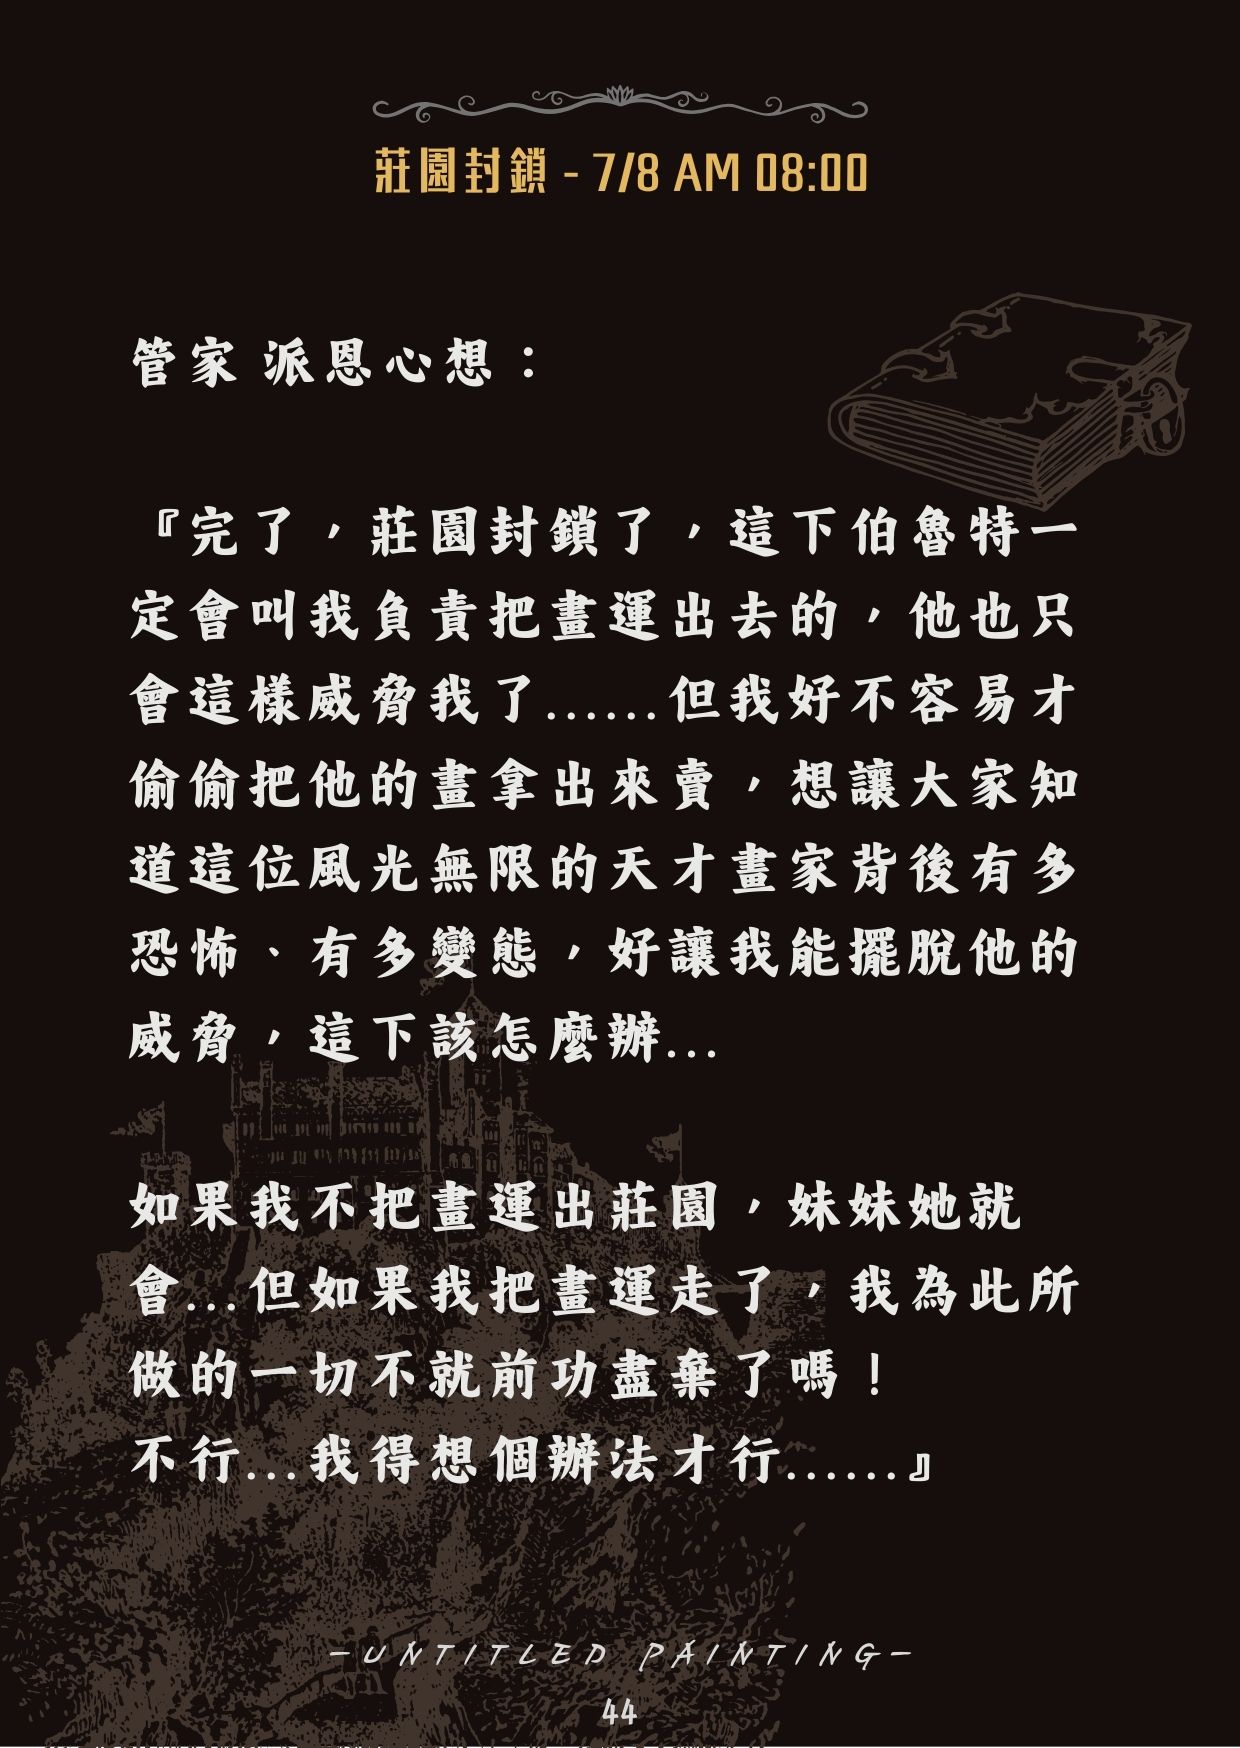 莊園封鎖 - 7/8 AM 08:00
管家 派恩心想：
『完了，莊園封鎖了，這下伯魯特一
定會叫我負責把畫運出去的，他也只
會這樣威脅我了......但我好不容易才
偷偷把他的畫拿出來賣，想讓大家知
道這位風光無限的天才畫家背後有多
恐怖、有多變態，好讓我能擺脫他的
威脅，這下該怎麼辦...
如果我不把畫運出莊園，妹妹她就
會...但如果我把畫運走了，我為此所
做的一切不就前功盡棄了嗎！
不行...我得想個辦法才行......』
-UNTITLED PAINTING-
44